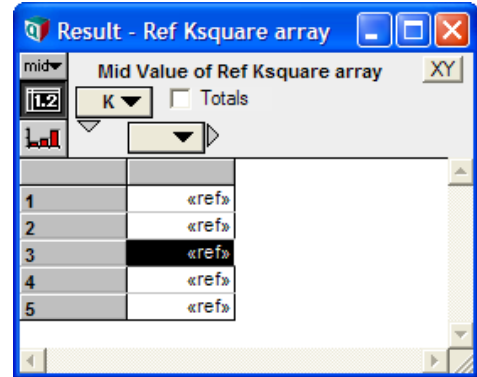 Result - Ref Ksquare array
mid
Mid Value of Ref Ksquare array
XY
1.2
K
Totals
1 «ref»
2 «ref»
3 «ref»
4 «ref»
5 «ref»